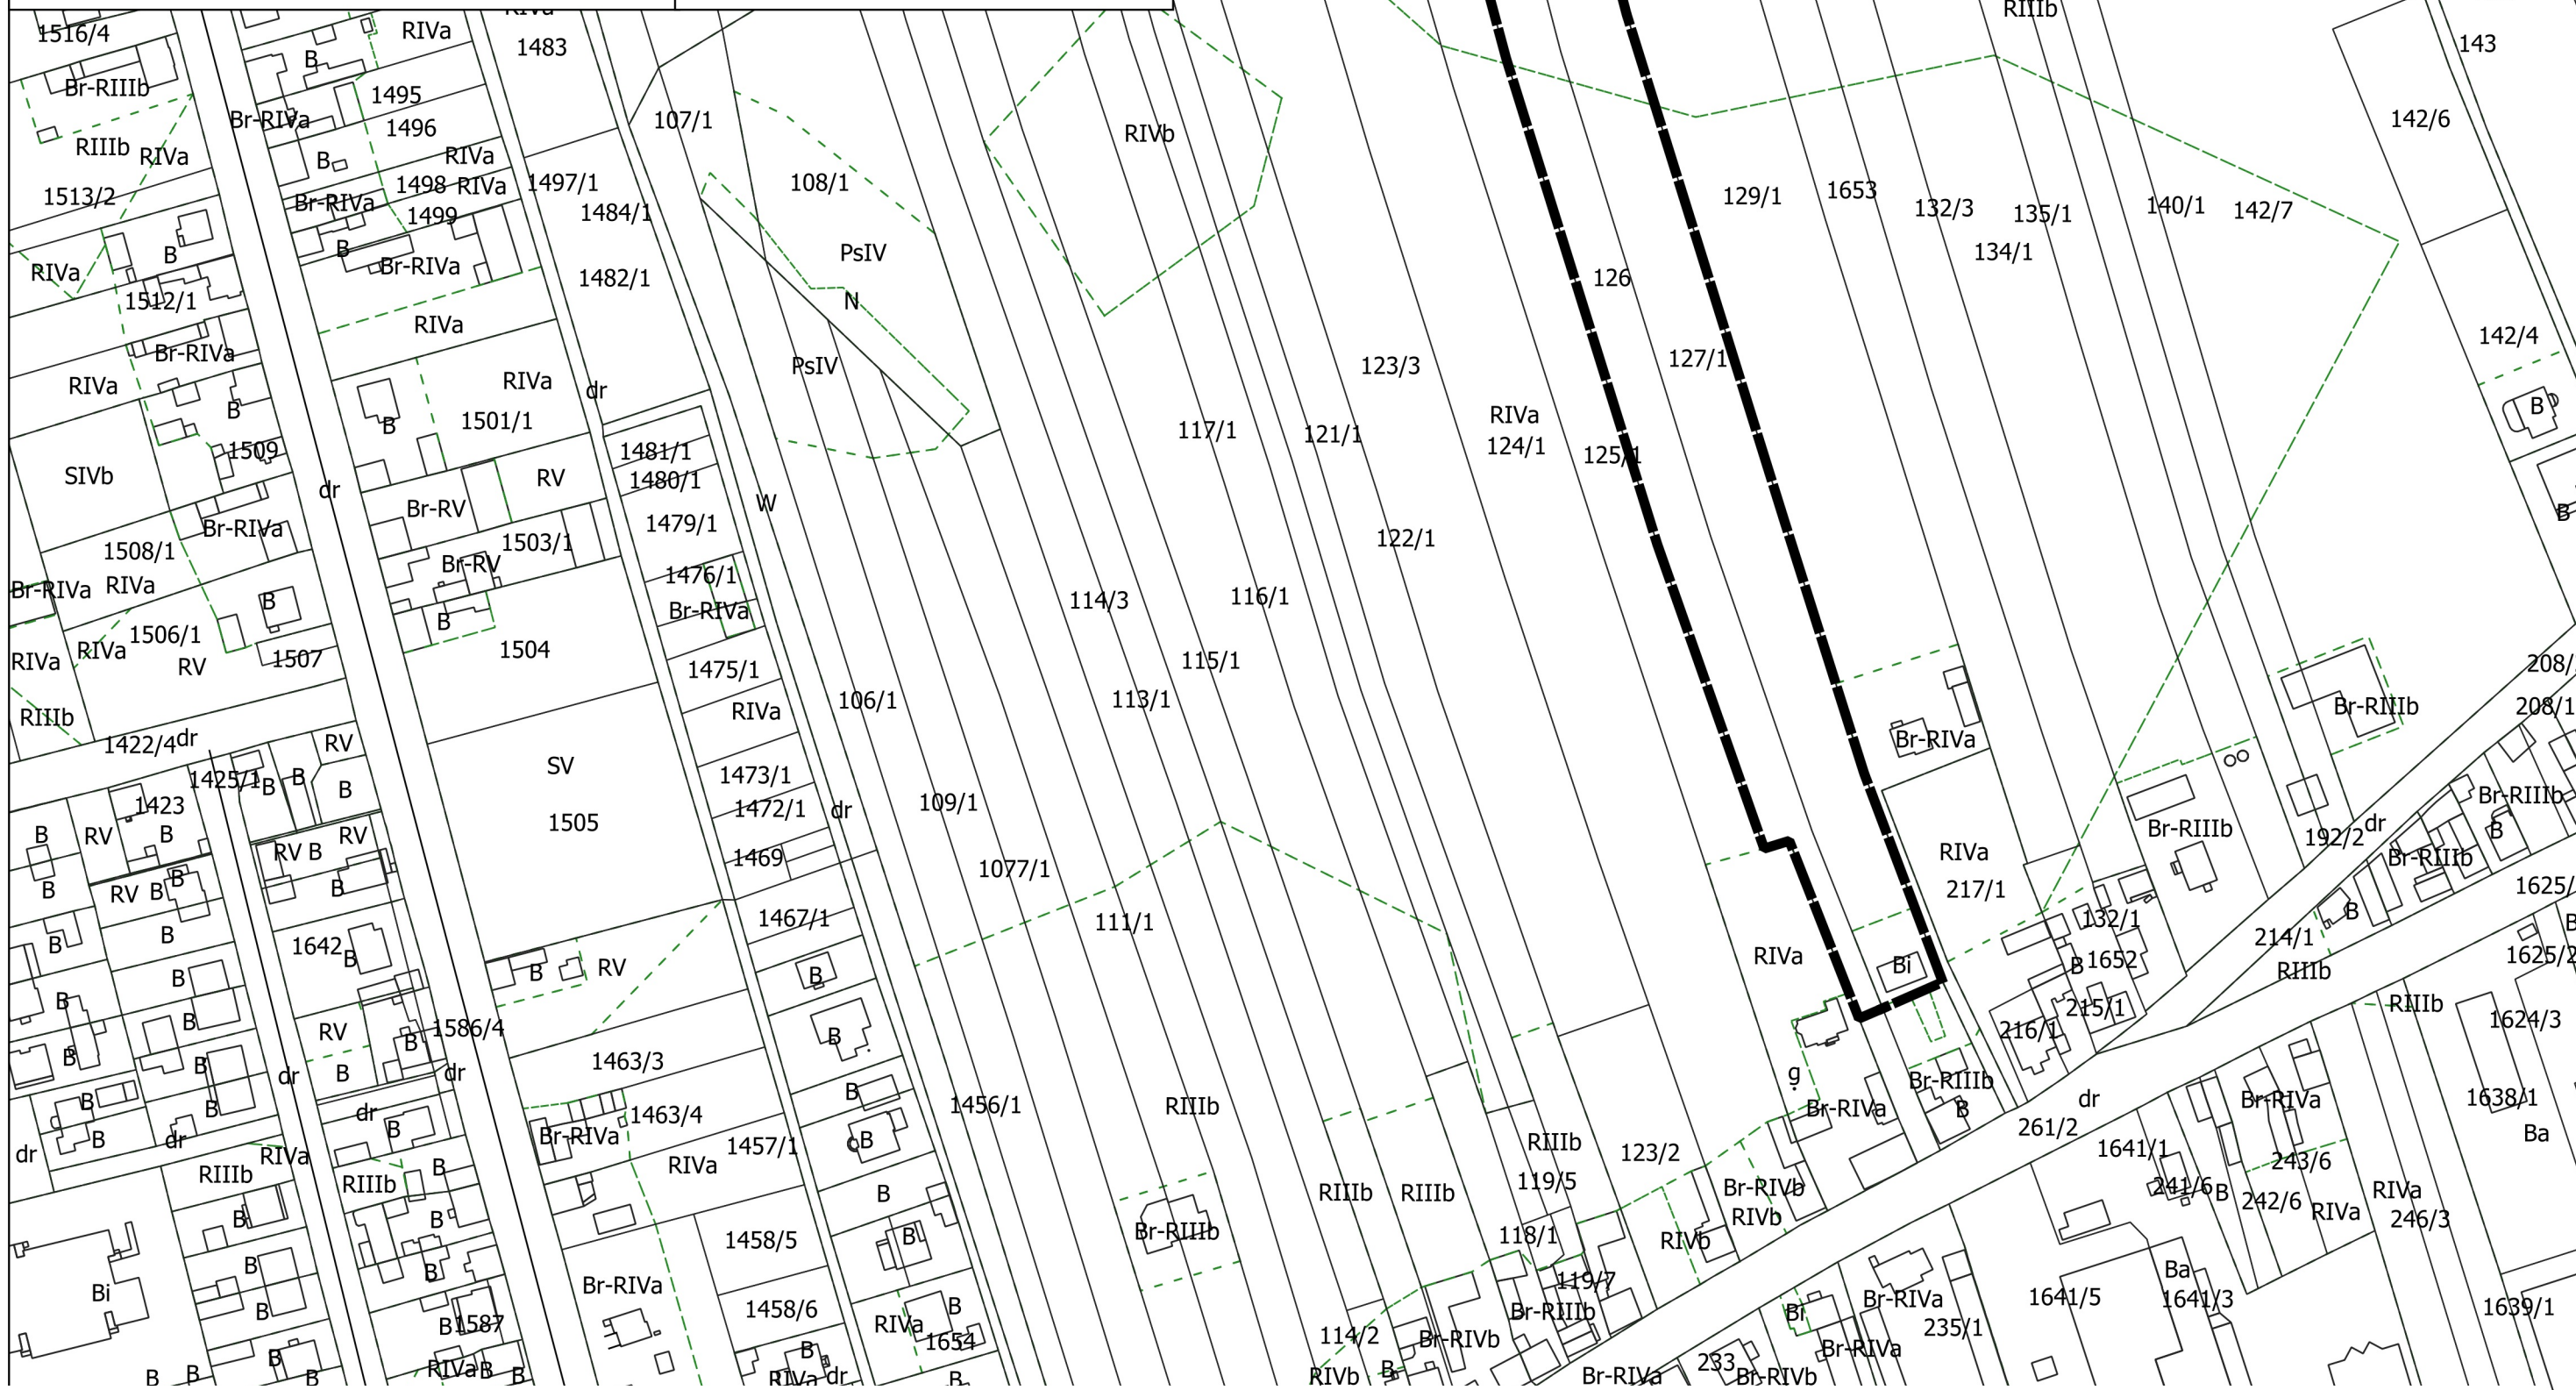 1516/4
RIVa
1483
RIIIb
143
B
Br-RIIIb
1495
Br-RIVa
1496
107/1
RIVb
142/6
RIIIb
RIVa
B
RIVa
1513/2
1498
RIVa
1497/1
108/1
129/1
1653
132/3
135/1
140/1
142/7
Br-RIVa
1499
1484/1
B
B
PsIV
134/1
RIVa
Br-RIVa
1482/1
126
1512/1
N
RIVa
142/4
Br-RIVa
PsIV
123/3
127/1
RIVa
RIVa
dr
B
B
1501/1
B
RIVa
124/1
117/1
121/1
125/1
1509
1481/1
SIVb
RV
1480/1
dr
Br-RV
W
B
1479/1
Br-RIVa
1508/1
1503/1
122/1
Br-RV
1476/1
Br-RIVa
RIVa
B
Br-RIVa
114/3
116/1
B
1506/1
RIVa
RIVa
RV
1507
1504
1475/1
115/1
208/
106/1
113/1
Br-RIIIb
208/1
RIIIb
RIVa
1422/4
dr
RV
Br-RIVa
SV
1425/1
B
B
B
1473/1
Br-RIIIb
1423
109/1
1472/1
dr
1505
B
RV
B
RV
RV
B
Br-RIIIb
192/2
dr
B
RIVa
Br-RIIIb
1469
1077/1
B
RV
B
B
B
217/1
1625/
1467/1
111/1
132/1
B
B
B
1642
B
214/1
B
RIVa
Bi
B
1652
1625/2
B
B
RV
B
RIIIb
B
B
RV
1586/4
215/1
RIIIb
1624/3
B
B
B
216/1
B
B
1463/3
dr
B
dr
g
Br-RIIIb
B
B
B
dr
1463/4
1456/1
RIIIb
Br-RIVa
B
dr
261/2
Br-RIVa
1638/1
B
B
Br-RIVa
B
Ba
dr
dr
RIVa
1457/1
RIIIb
1641/1
RIIIb
RIIIb
B
RIVa
123/2
243/6
119/5
241/6
B
242/6
RIVa
RIVa
B
RIIIb
RIIIb
Br-RIVb
RIVb
246/3
B
B
B
Br-RIIIb
118/1
RIVb
1458/5
B
B
Br-RIVa
119/7
Ba
Bi
B
1458/6
B
Br-RIIIb
Bi
Br-RIVa
1641/5
1641/3
1639/1
B
1587
RIVa
1654
114/2
Br-RIVb
235/1
B
B
Br-RIVa
233
B
B
B
RIVa
B
B
RIVa
dr
B
RIVb
B
Br-RIVa
Br-RIVb